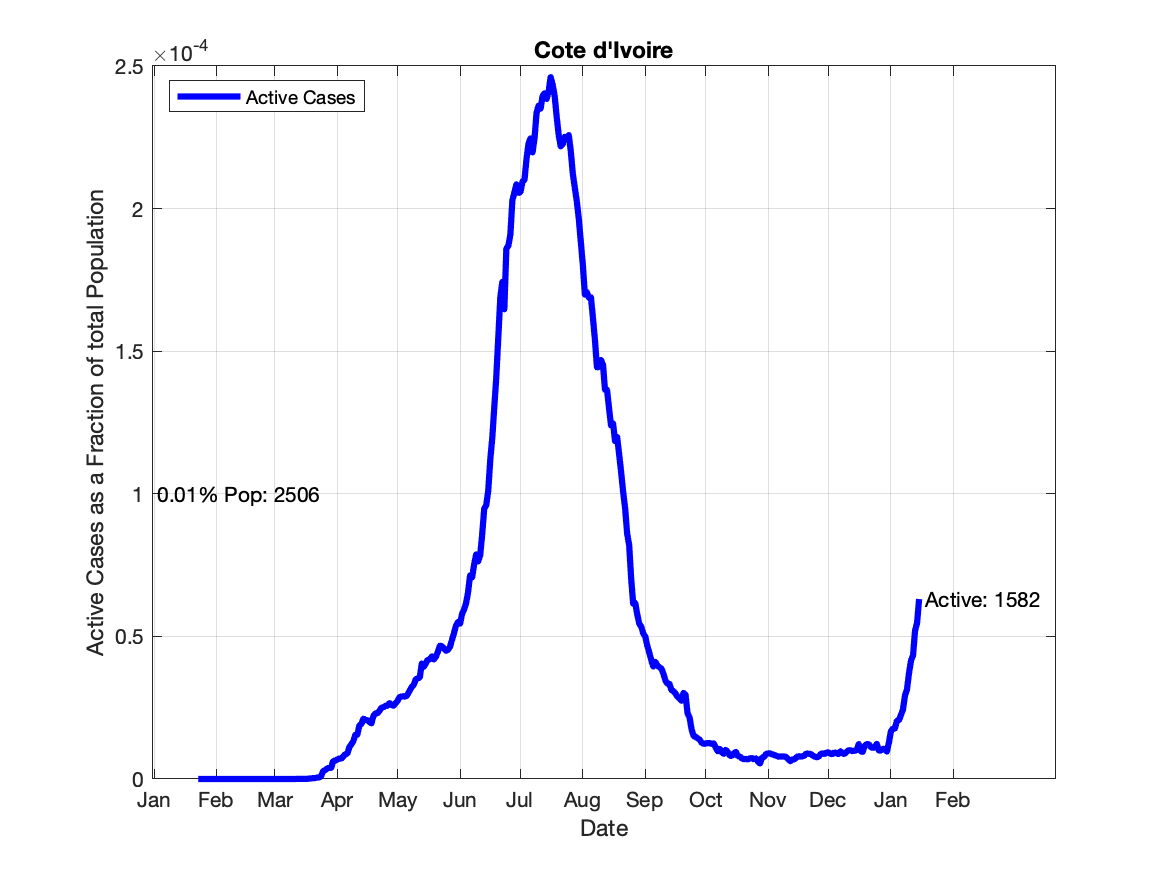 Cote d'Ivoire
×10-4
2.5
2
1.5
1
0.5
0
Active Cases
0.01% Pop: 2506
Active: 1582
Active Cases as a Fraction of total Population
Jan Feb Mar Apr May Jun Jul Aug Sep Oct Nov Dec Jan Feb
Date